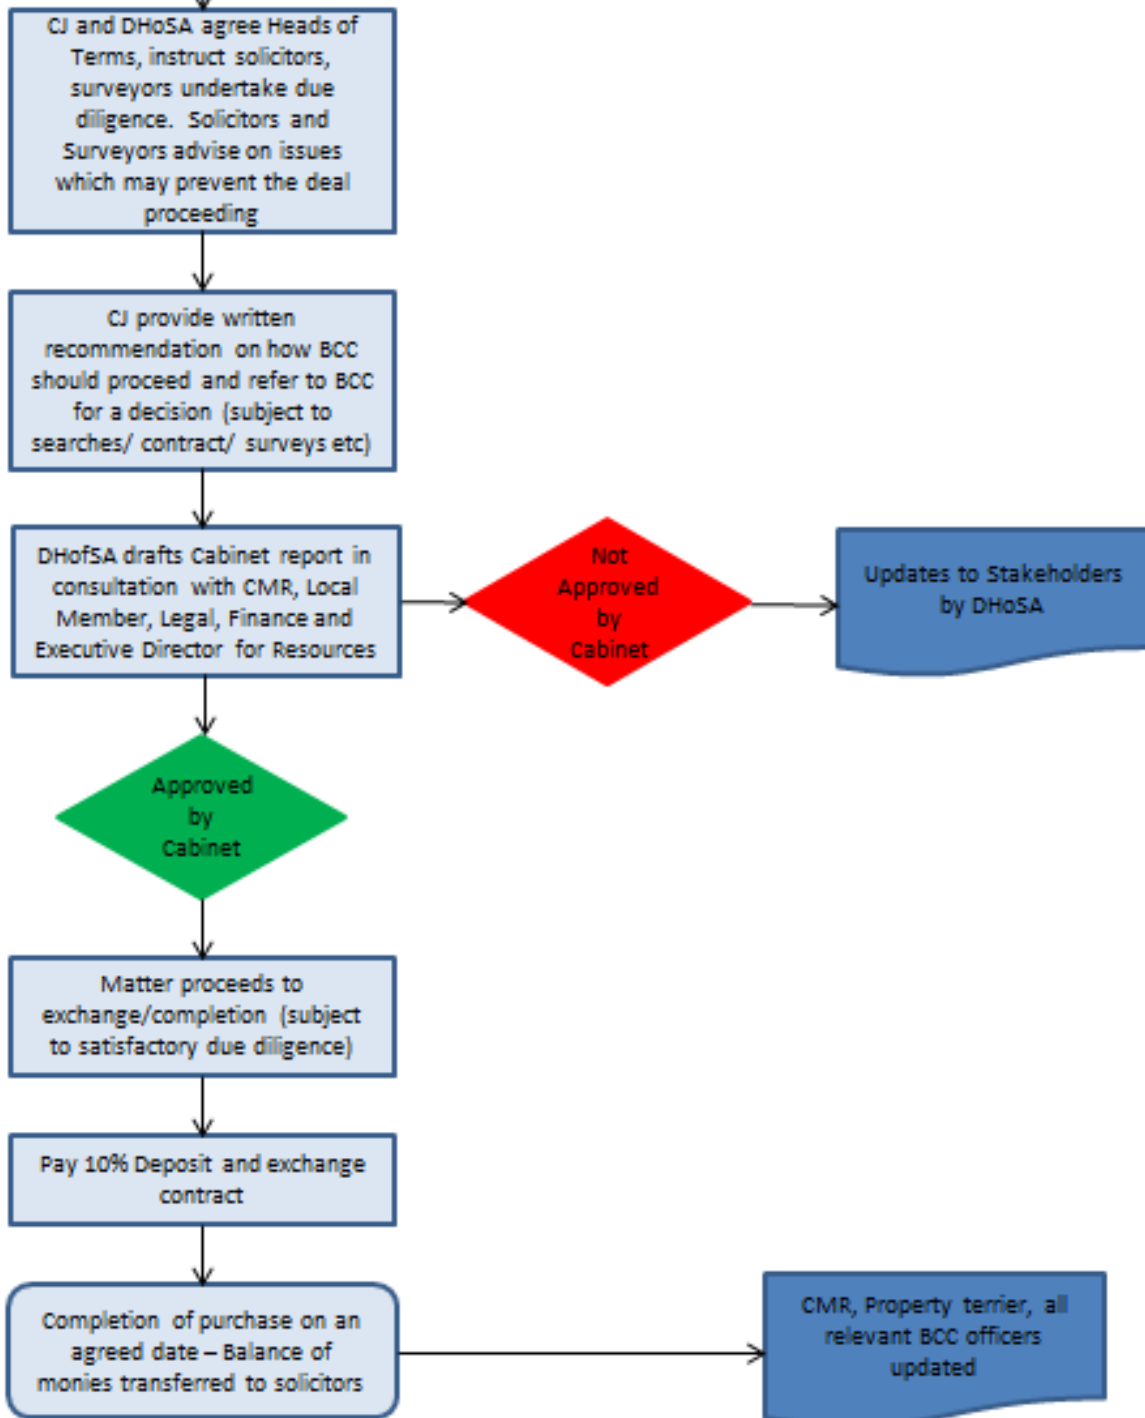 CJ and DHoSA agree Heads of
Terms, instruct solicitors,
surveyors undertake due
diligence. Solicitors and
Surveyors advise on issues
which may prevent the deal
proceeding
CJ provide written
recommendation on how BCC
should proceed and refer to BCC
for a decision (subject to
searches/ contract/ surveys etc)
DHofSA drafts Cabinet report in
consultation with CMR, Local
Member, Legal, Finance and
Executive Director for Resources
Not
Approved
by
Cabinet
Updates to Stakeholders
by DHoSA
Approved
by
Cabinet
Matter proceeds to
exchange/completion (subject
to satisfactory due diligence)
Pay 10% Deposit and exchange
contract
Completion of purchase on an
agreed date – Balance of
monies transferred to solicitors
CMR, Property terrier, all
relevant BCC officers
updated